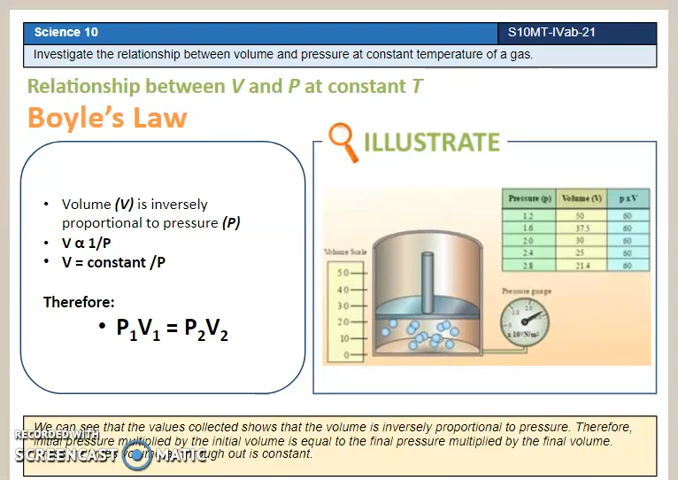 Science 10
S10MT-IVab-21
Investigate the relationship between volume and pressure at constant temperature of a gas.
Relationship between V and P at constant T
Boyle's Law
• Volume (V) is inversely
proportional to pressure (P)
• V α 1/P
• V = constant /P
Therefore:
• P₁V₁ = P₂V₂
ILLUSTRATE
Pressure (p) Volume (V) p x V
1.2 50 60
1.6 37.5 60
2.0 30 60
2.4 25 60
2.8 21.4 60
Volume Scale
50
40
30
20
10
0
Pressure gauge
We can see that the values collected shows that the volume is inversely proportional to pressure. Therefore,
initial pressure multiplied by the initial volume is equal to the final pressure multiplied by the final volume.
out is constant.
RECORDED WITH
SCREENCAST MATIC